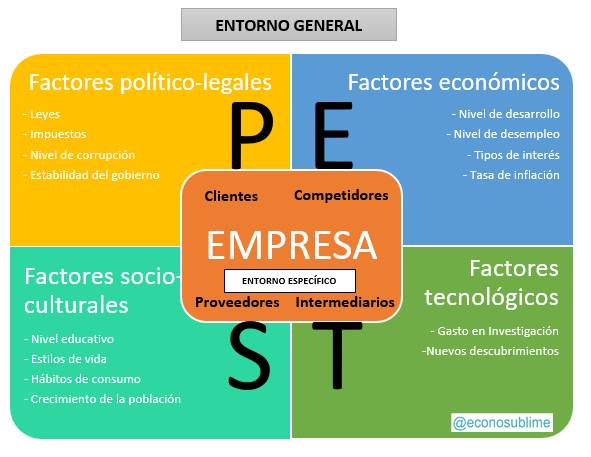 ENTORNO GENERAL
Factores político-legales
- Leyes
- Impuestos
- Nivel de corrupción
- Estabilidad del gobierno
P
E
Factores económicos
- Nivel de desarrollo
- Nivel de desempleo
- Tipos de interés
- Tasa de inflación
Clientes
Competidores
EMPRESA
ENTORNO ESPECÍFICO
Proveedores
Intermediarios
Factores socio-
culturales
- Nivel educativo
- Estilos de vida
- Hábitos de consumo
- Crecimiento de la población
S
T
Factores
tecnológicos
- Gasto en Investigación
-Nuevos descubrimientos
@econosublime